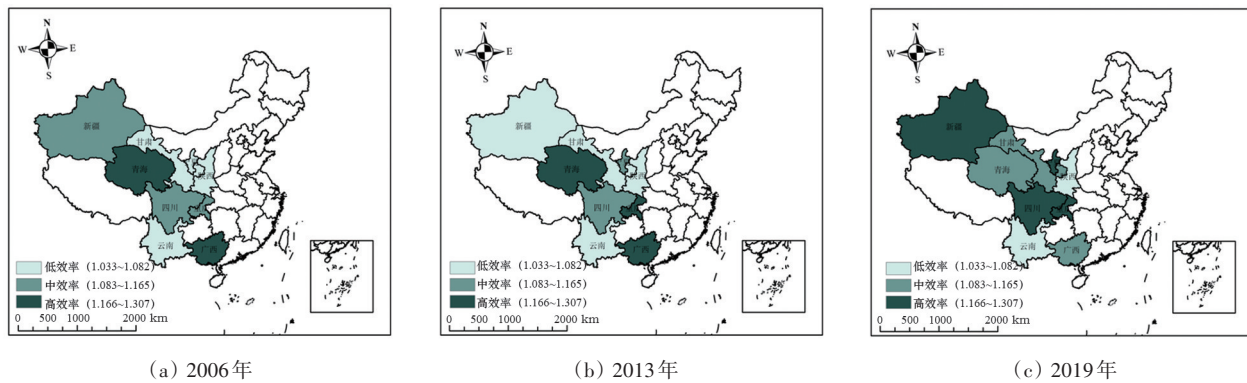 N
W
E
S
新疆
甘肃
青海
陕西
四川
云南
广西
低效率 (1.033~1.082)
中效率 (1.083~1.165)
高效率 (1.166~1.307)
0 500 1000 2000 km
(a) 2006年
N
W
E
S
新疆
甘肃
青海
陕西
四川
云南
广西
低效率 (1.033~1.082)
中效率 (1.083~1.165)
高效率 (1.166~1.307)
0 500 1000 2000 km
(b) 2013年
N
W
E
S
新疆
甘肃
青海
陕西
四川
云南
广西
低效率 (1.033~1.082)
中效率 (1.083~1.165)
高效率 (1.166~1.307)
0 500 1000 2000 km
(c) 2019年